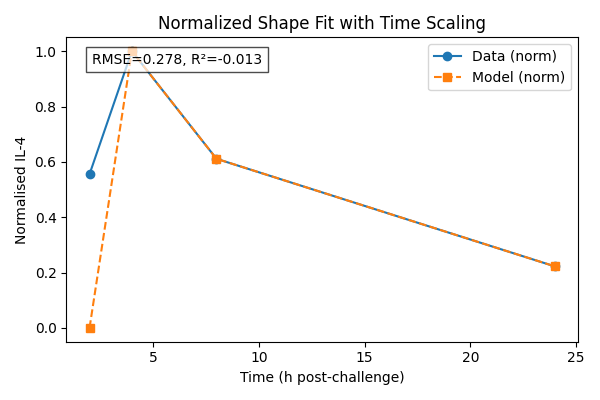 Normalized Shape Fit with Time Scaling
RMSE=0.278, R²=-0.013
Data (norm)
Model (norm)
Normalised IL-4
1.0
0.8
0.6
0.4
0.2
0.0
5
10
15
20
25
Time (h post-challenge)